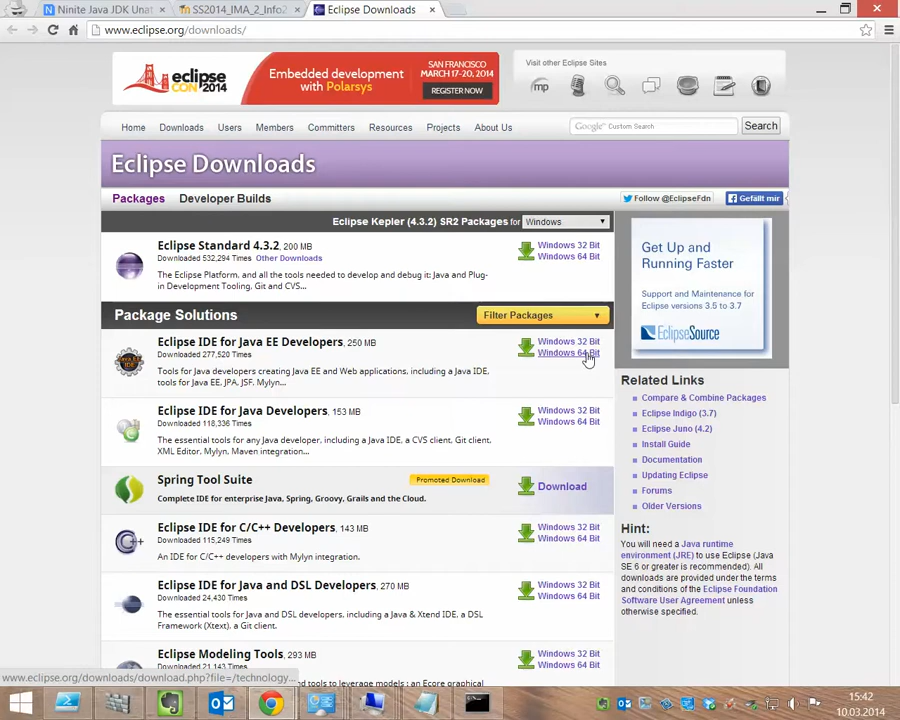 Ninite Java JDK Unat
SS2014_IMA_2_Info2
Eclipse Downloads
www.eclipse.org/downloads/
eclipse
CON 2014
Embedded development
with Polarsys
SAN FRANCISCO
MARCH 17-20, 2014
REGISTER NOW
Visit other Eclipse Sites
mp
Home Downloads Users Members Committers Resources Projects About Us
Google Custom Search
Search
Eclipse Downloads
Packages Developer Builds
Follow @EclipseFdn
Gefällt mir
Eclipse Kepler (4.3.2) SR2 Packages for Windows
Eclipse Standard 4.3.2, 200 MB
Downloaded 532,294 Times Other Downloads
The Eclipse Platform, and all the tools needed to develop and debug it: Java and Plug-
in Development Tooling, Git and CVS...
Windows 32 Bit
Windows 64 Bit
Package Solutions
Filter Packages
Eclipse IDE for Java EE Developers, 250 MB
Downloaded 277,520 Times
Tools for Java developers creating Java EE and Web applications, including a Java IDE,
tools for Java EE, JPA, JSF, Mylyn...
Windows 32 Bit
Windows 64 Bit
Eclipse IDE for Java Developers, 153 MB
Downloaded 118,336 Times
The essential tools for any Java developer, including a Java IDE, a CVS client, Git client,
XML Editor, Mylyn, Maven integration...
Windows 32 Bit
Windows 64 Bit
Spring Tool Suite
Promoted Download
Complete IDE for enterprise Java, Spring, Groovy, Grails and the Cloud.
Download
Eclipse IDE for C/C++ Developers, 143 MB
Downloaded 115,249 Times
An IDE for C/C++ developers with Mylyn integration.
Windows 32 Bit
Windows 64 Bit
Eclipse IDE for Java and DSL Developers, 270 MB
Downloaded 24,430 Times
The essential tools for Java and DSL developers, including a Java & Xtend IDE, a DSL
Framework (Xtext), a Git client.
Windows 32 Bit
Windows 64 Bit
Eclipse Modeling Tools, 293 MB
Downloaded 21,143 Times
and tools to leverage models : an Ecore graphical
Windows 32 Bit
Windows 64 Bit
Get Up and
Running Faster
Support and Maintenance for
Eclipse versions 3.5 to 3.7
EclipseSource
Related Links
Compare & Combine Packages
Eclipse Indigo (3.7)
Eclipse Juno (4.2)
Install Guide
Documentation
Updating Eclipse
Forums
Older Versions
Hint:
You will need a Java runtime
environment (JRE) to use Eclipse (Java
SE 6 or greater is recommended). All
downloads are provided under the terms
and conditions of the Eclipse Foundation
Software User Agreement unless
otherwise specified.
www.eclipse.org/downloads/download.php?file=/technology...
15:42
10.03.2014